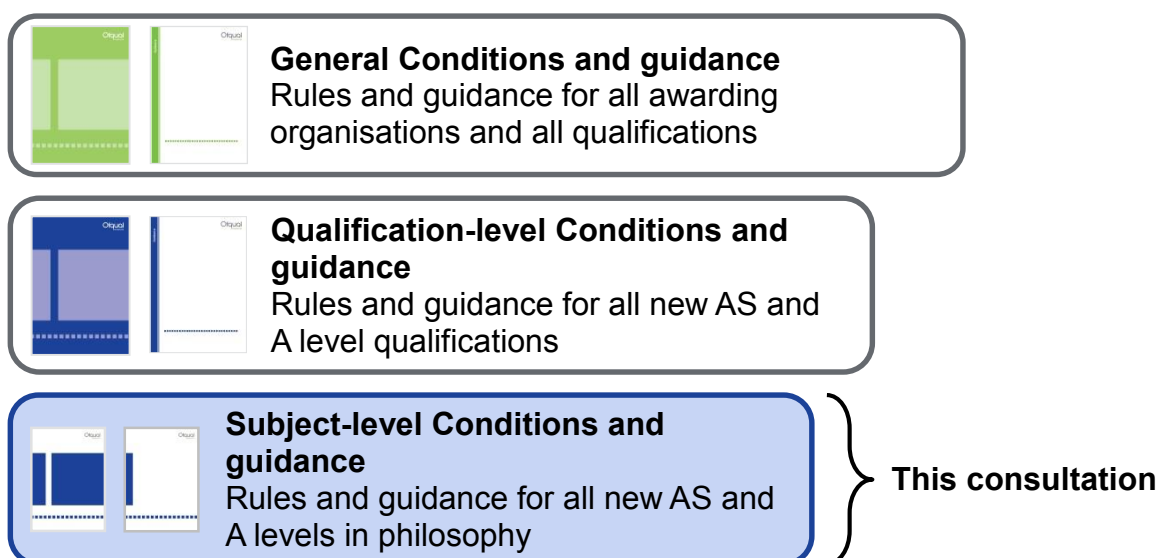 Ofqual
Ofqual
General Conditions and guidance
Rules and guidance for all awarding
organisations and all qualifications
Ofqual
Ofqual
Qualification-level Conditions and
guidance
Rules and guidance for all new AS and
A level qualifications
Ofqual
Ofqual
Subject-level Conditions and
guidance
Rules and guidance for all new AS and
A levels in philosophy
This consultation